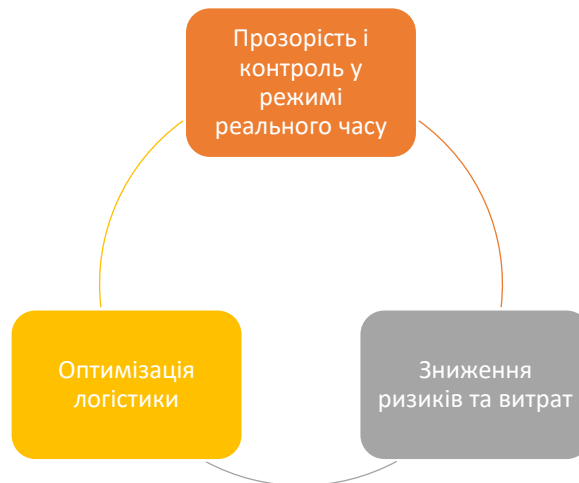 Прозорість і
контроль у
режимі
реального часу
Оптимізація
логістики
Зниження
ризиків та витрат